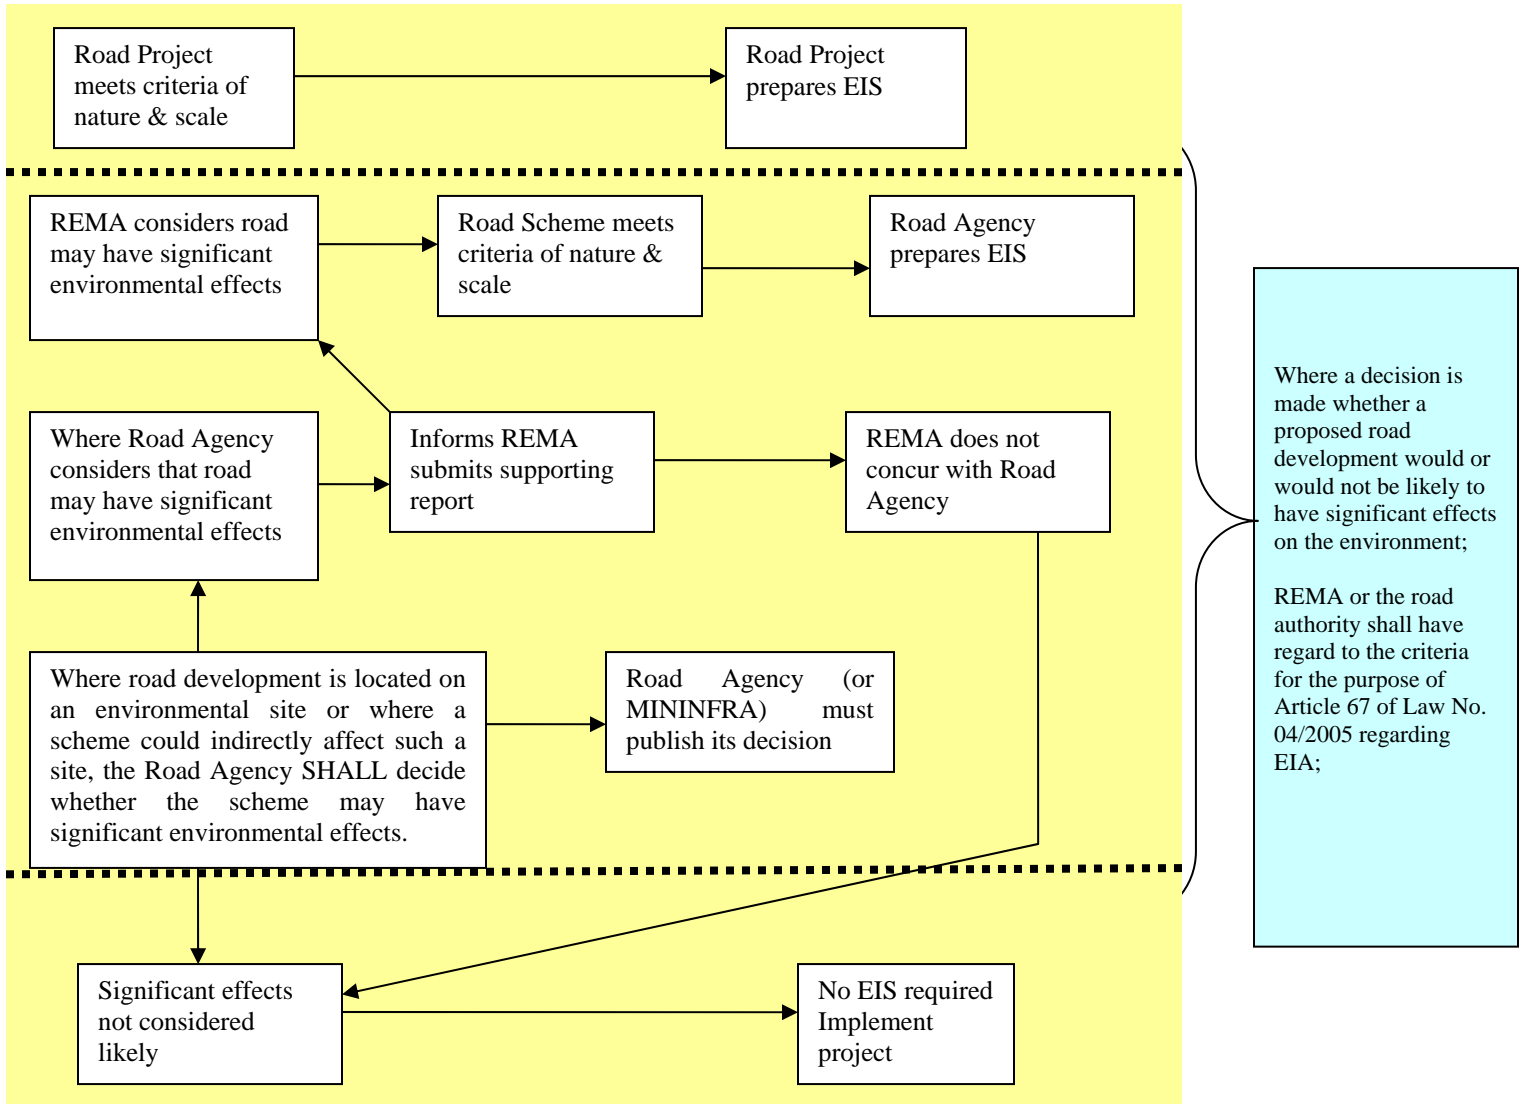 Road Project
meets criteria of
nature & scale
Road Project
prepares EIS
REMA considers road
may have significant
environmental effects
Road Scheme meets
criteria of nature &
scale
Road Agency
prepares EIS
Where Road Agency
considers that road
may have significant
environmental effects
Informs REMA
submits supporting
report
REMA does not
concur with Road
Agency
Where road development is located on
an environmental site or where a
scheme could indirectly affect such a
site, the Road Agency SHALL decide
whether the scheme may have
significant environmental effects.
Road Agency (or
MININFRA) must
publish its decision
Significant effects
not considered
likely
No EIS required
Implement
project
Where a decision is
made whether a
proposed road
development would or
would not be likely to
have significant effects
on the environment;
REMA or the road
authority shall have
regard to the criteria
for the purpose of
Article 67 of Law No.
04/2005 regarding
EIA;